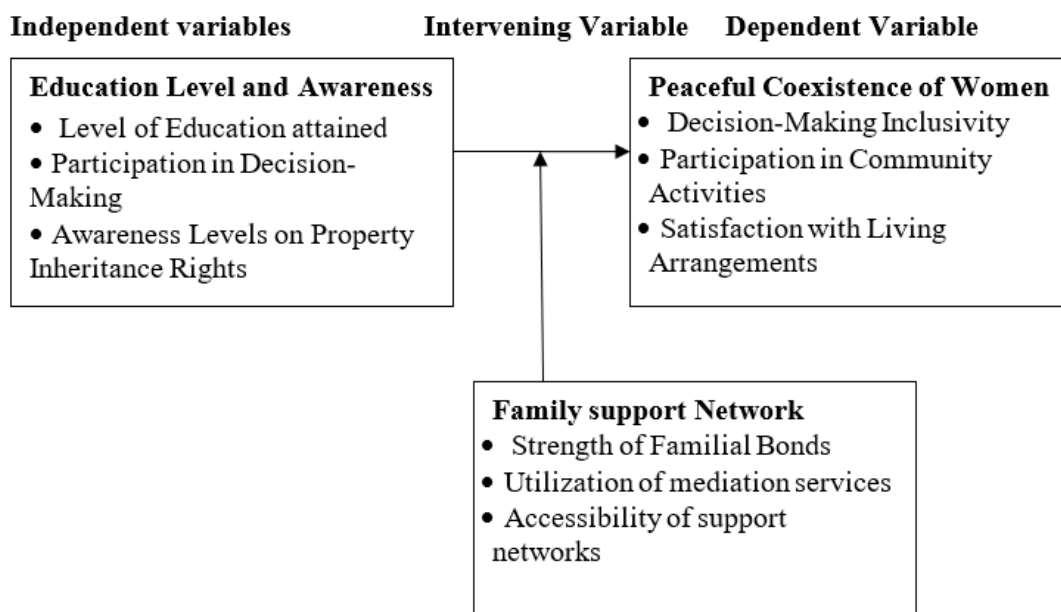 Independent variables
Intervening Variable
Dependent Variable
Education Level and Awareness
• Level of Education attained
• Participation in Decision-
Making
• Awareness Levels on Property
Inheritance Rights
Peaceful Coexistence of Women
• Decision-Making Inclusivity
• Participation in Community
Activities
• Satisfaction with Living
Arrangements
Family support Network
• Strength of Familial Bonds
• Utilization of mediation services
• Accessibility of support
networks